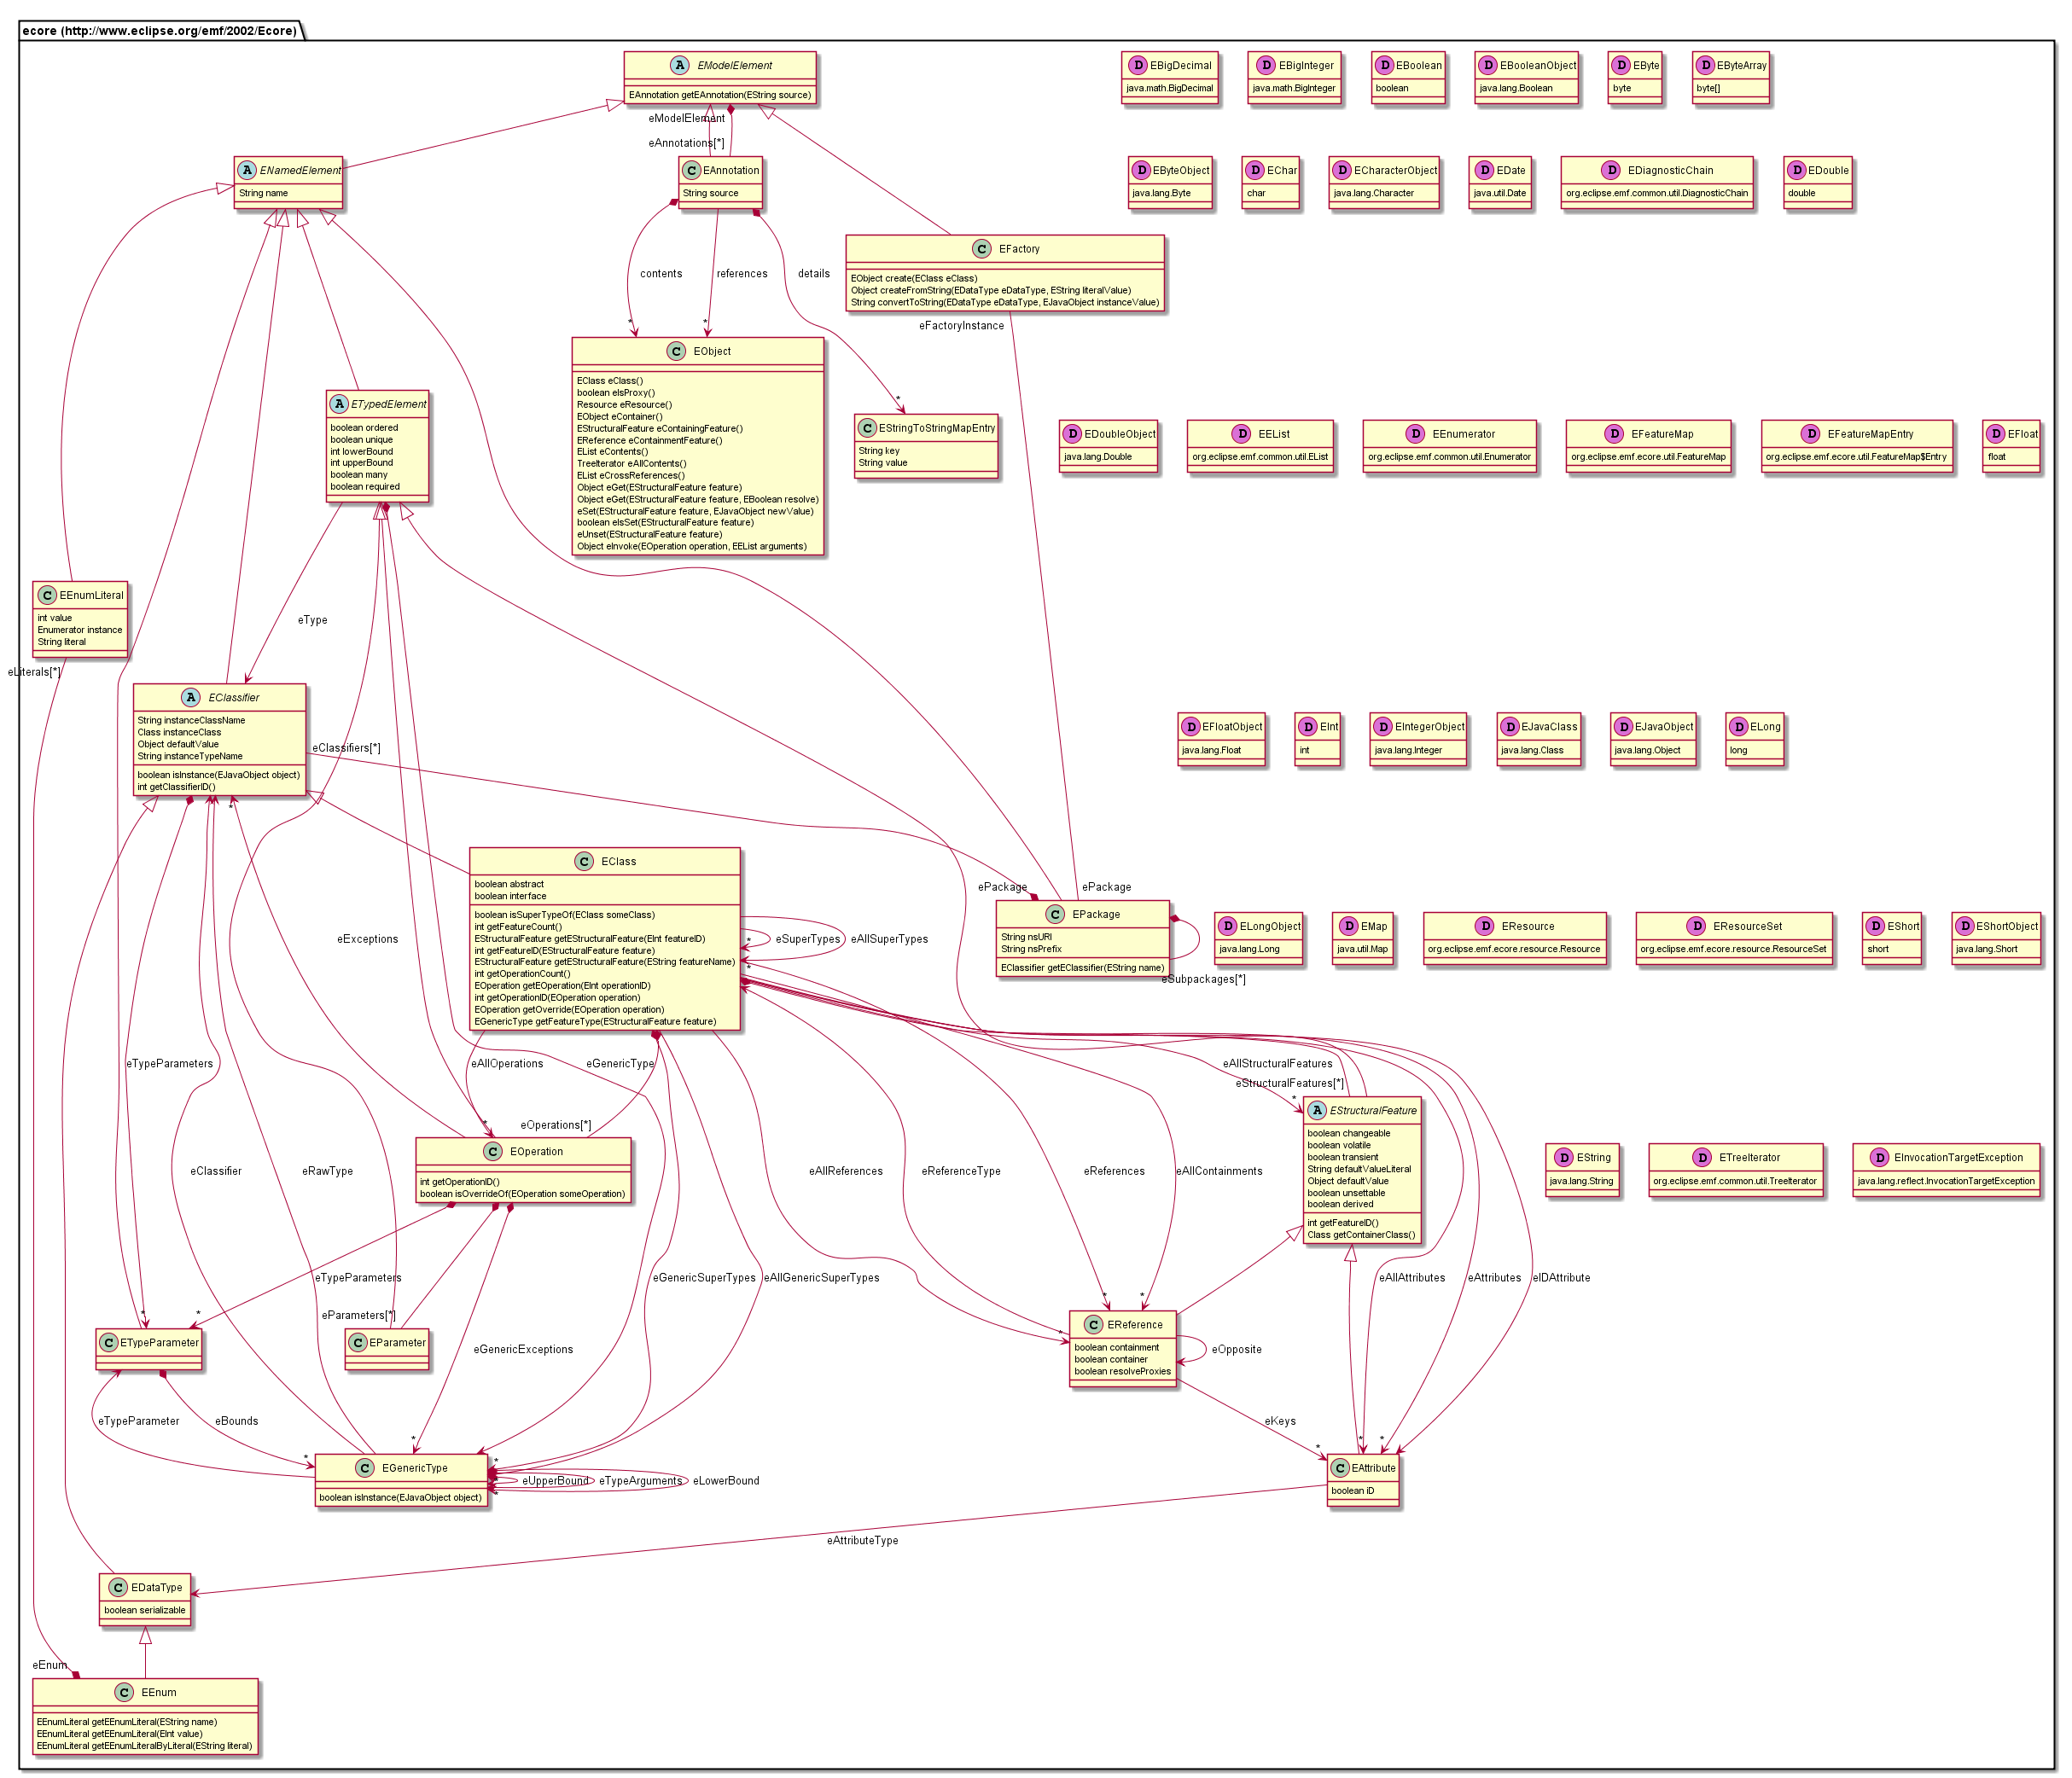 ecore (http://www.eclipse.org/emf/2002/Ecore)
A EModelElement
EAnnotation getEAnnotation(EString source)
D EBigDecimal
java.math.BigDecimal
D EBigInteger
java.math.BigInteger
D EBoolean
boolean
D EBooleanObject
java.lang.Boolean
D EByte
byte
D EByteArray
byte[]
eModelElement
eAnnotations[*]
A ENamedElement
String name
C EAnnotation
String source
D EByteObject
java.lang.Byte
D EChar
char
D ECharacterObject
java.lang.Character
D EDate
java.util.Date
D EDiagnosticChain
org.eclipse.emf.common.util.DiagnosticChain
D EDouble
double
C EFactory
EObject create(EClass eClass)
Object createFromString(EDataType eDataType, EString literalValue)
String convertToString(EDataType eDataType, EJavaObject instanceValue)
contents
references
details
*
*
eFactoryInstance
C EObject
EClass eClass()
boolean eIsProxy()
Resource eResource()
EObject eContainer()
EStructuralFeature eContainingFeature()
EReference eContainmentFeature()
EList eContents()
TreeIterator eAllContents()
EList eCrossReferences()
Object eGet(EStructuralFeature feature)
Object eGet(EStructuralFeature feature, EBoolean resolve)
eSet(EStructuralFeature feature, EJavaObject newValue)
boolean eIsSet(EStructuralFeature feature)
eUnset(EStructuralFeature feature)
Object eInvoke(EOperation operation, EEList arguments)
A ETypedElement
boolean ordered
boolean unique
int lowerBound
int upperBound
boolean many
boolean required
*
C EStringToStringMapEntry
String key
String value
D EDoubleObject
java.lang.Double
D EEList
org.eclipse.emf.common.util.EList
D EEnumerator
org.eclipse.emf.common.util.Enumerator
D EFeatureMap
org.eclipse.emf.ecore.util.FeatureMap
D EFeatureMapEntry
org.eclipse.emf.ecore.util.FeatureMap$Entry
D EFloat
float
C EEnumLiteral
int value
Enumerator instance
String literal
eType
eLiterals[*]
A EClassifier
String instanceClassName
Class instanceClass
Object defaultValue
String instanceTypeName
boolean isInstance(EJavaObject object)
int getClassifierID()
eClassifiers[*]
*
D EFloatObject
java.lang.Float
D EInt
int
D EIntegerObject
java.lang.Integer
D EJavaClass
java.lang.Class
D EJavaObject
java.lang.Object
D ELong
long
C EClass
boolean abstract
boolean interface
boolean isSuperTypeOf(EClass someClass)
int getFeatureCount()
EStructuralFeature getEStructuralFeature(EInt featureID)
int getFeatureID(EStructuralFeature feature)
EStructuralFeature getEStructuralFeature(EString featureName)
int getOperationCount()
EOperation getEOperation(EInt operationID)
int getOperationID(EOperation operation)
EOperation getOverride(EOperation operation)
EGenericType getFeatureType(EStructuralFeature feature)
*
*
eSuperTypes
eAllSuperTypes
ePackage
ePackage
C EPackage
String nsURI
String nsPrefix
EClassifier getEClassifier(EString name)
eSubpackages[*]
D ELongObject
java.lang.Long
D EMap
java.util.Map
D EResource
org.eclipse.emf.ecore.resource.Resource
D EResourceSet
org.eclipse.emf.ecore.resource.ResourceSet
D EShort
short
D EShortObject
java.lang.Short
eExceptions
eTypeParameters
eAllOperations
eGenericType
eAllStructuralFeatures
eStructuralFeatures[*]
*
*
eOperations[*]
C EOperation
int getOperationID()
boolean isOverrideOf(EOperation someOperation)
eClassifier
eRawType
eAllReferences
eReferenceType
eReferences
eAllContainments
A EStructuralFeature
boolean changeable
boolean volatile
boolean transient
String defaultValueLiteral
Object defaultValue
boolean unsettable
boolean derived
int getFeatureID()
Class getContainerClass()
D EString
java.lang.String
D ETreeIterator
org.eclipse.emf.common.util.TreeIterator
D EInvocationTargetException
java.lang.reflect.InvocationTargetException
eTypeParameters
eGenericSuperTypes
eAllGenericSuperTypes
eAllAttributes
eAttributes
eIDAttribute
*
*
eParameters[*]
*
*
*
C ETypeParameter
C EParameter
eGenericExceptions
C EReference
boolean containment
boolean container
boolean resolveProxies
eOpposite
eTypeParameter
eBounds
eKeys
*
*
*
*
*
*
C EGenericType
boolean isInstance(EJavaObject object)
*
*
eUpperBound
eTypeArguments
eLowerBound
C EAttribute
boolean iD
eAttributeType
C EDataType
boolean serializable
eEnum
C EEnum
EEnumLiteral getEEnumLiteral(EString name)
EEnumLiteral getEEnumLiteral(EInt value)
EEnumLiteral getEEnumLiteralByLiteral(EString literal)